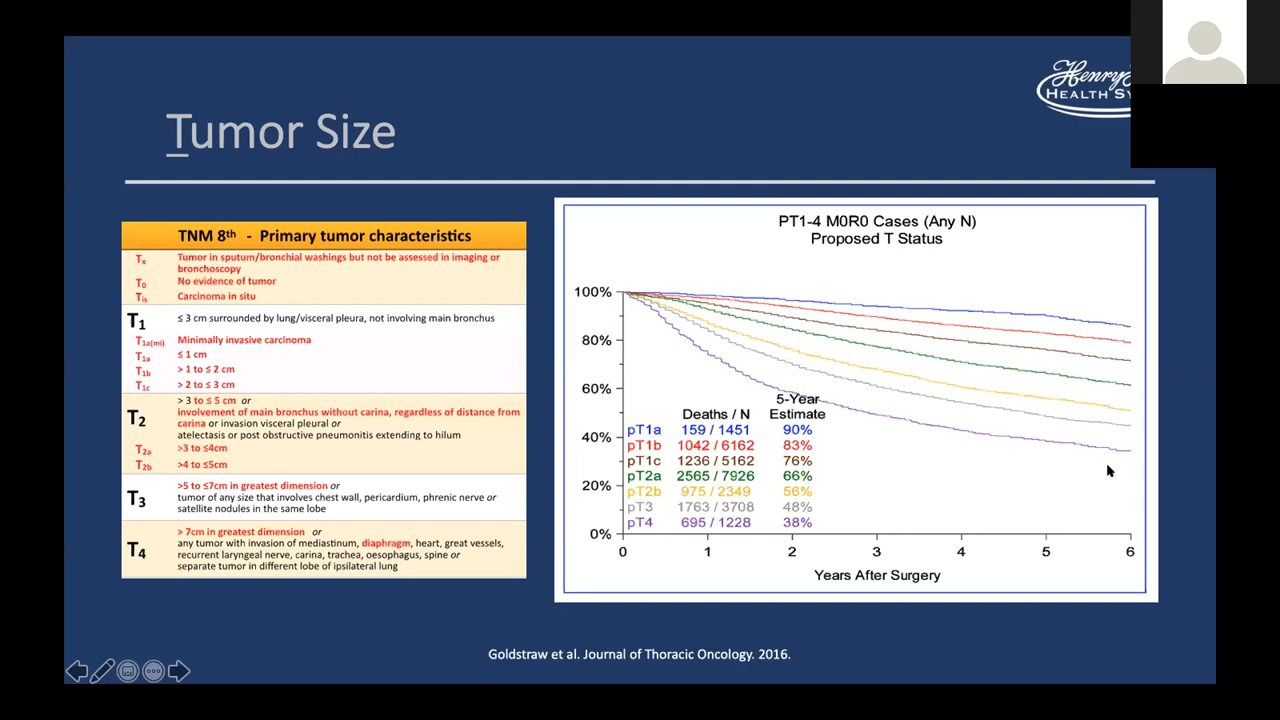 Henry
HEALTH SY
Tumor Size
TNM 8th - Primary tumor characteristics
Tx Tumor in sputum/bronchial washings but not be assessed in imaging or
bronchoscopy
T0 No evidence of tumor
Tis Carcinoma in situ
T1 ≤ 3 cm surrounded by lung/visceral pleura, not involving main bronchus
T1a(mi) Minimally invasive carcinoma
T1a ≤ 1 cm
T1b > 1 to ≤ 2 cm
T1c > 2 to ≤ 3 cm
T2 > 3 to ≤ 5 cm or
involvement of main bronchus without carina, regardless of distance from
carina or invasion visceral pleural or
atelectasis or post obstructive pneumonitis extending to hilum
T2a >3 to ≤4cm
T2b >4 to ≤5cm
T3 >5 to ≤7cm in greatest dimension or
tumor of any size that involves chest wall, pericardium, phrenic nerve or
satellite nodules in the same lobe
T4 > 7cm in greatest dimension or
any tumor with invasion of mediastinum, diaphragm, heart, great vessels,
recurrent laryngeal nerve, carina, trachea, oesophagus, spine or
separate tumor in different lobe of ipsilateral lung
PT1-4 M0R0 Cases (Any N)
Proposed T Status
100%
80%
60%
40%
20%
0%
5-Year
Deaths / N Estimate
pT1a 159 / 1451 90%
pT1b 1042 / 6162 83%
pT1c 1236 / 5162 76%
pT2a 2565 / 7926 66%
pT2b 975 / 2349 56%
pT3 1763 / 3708 48%
pT4 695 / 1228 38%
0 1 2 3 4 5 6
Years After Surgery
Goldstraw et al. Journal of Thoracic Oncology. 2016.